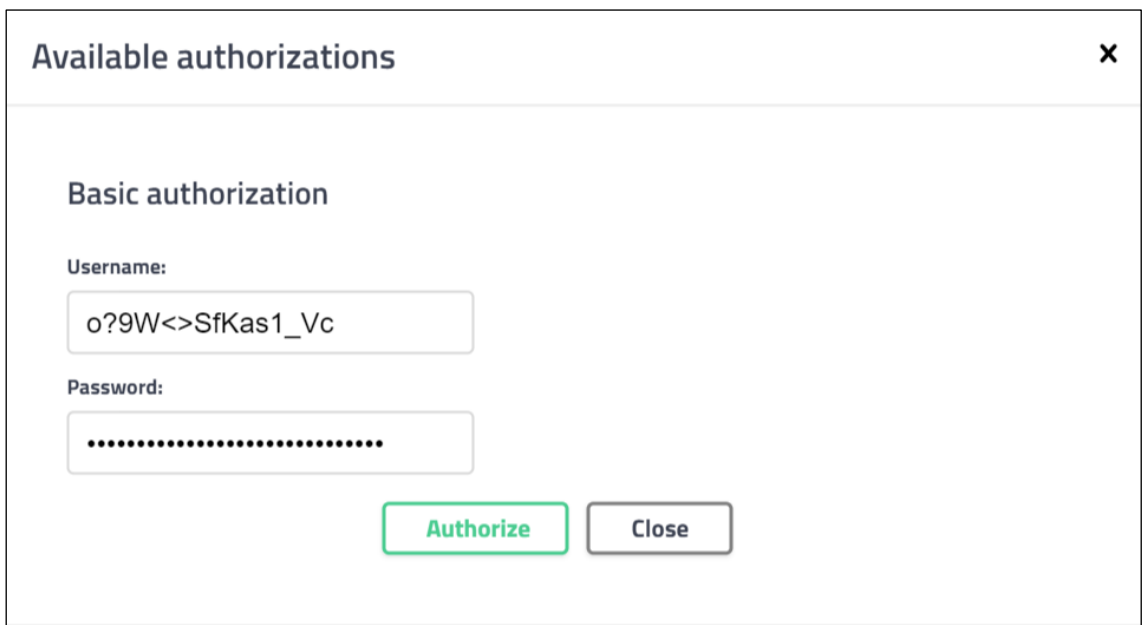 Available authorizations
Basic authorization
Username:
o?9W<>SfKas1_Vc
Password:
••••••••••••••••••••••••••••••
Authorize Close